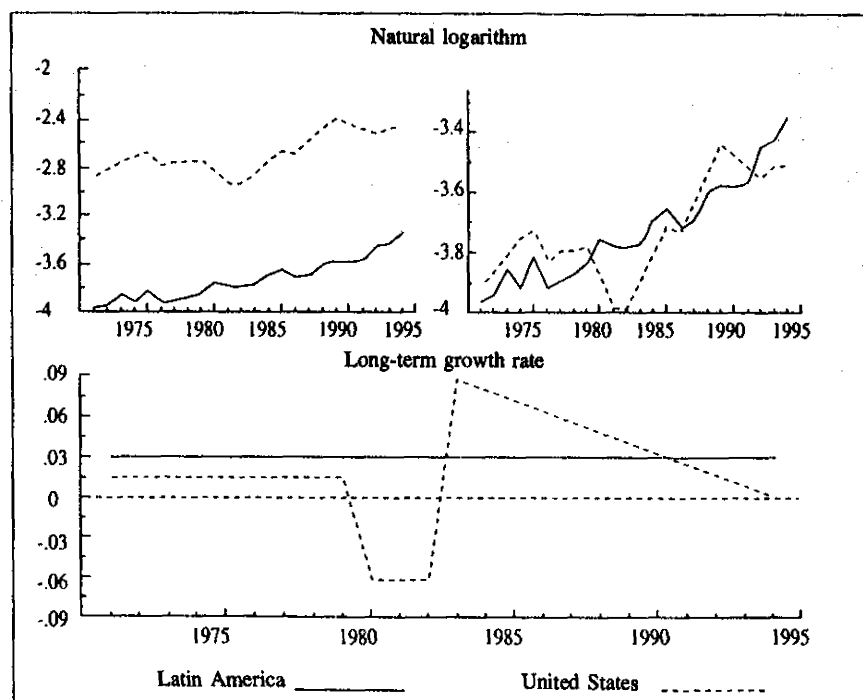 Natural logarithm
-2
-2.4
-2.8
-3.2
-3.6
-4
1975 1980 1985 1990 1995
-3.4
-3.6
-3.8
-4
1975 1980 1985 1990 1995
Long-term growth rate
.09
.06
.03
0
-.03
-.06
-.09
1975 1980 1985 1990 1995
Latin America United States